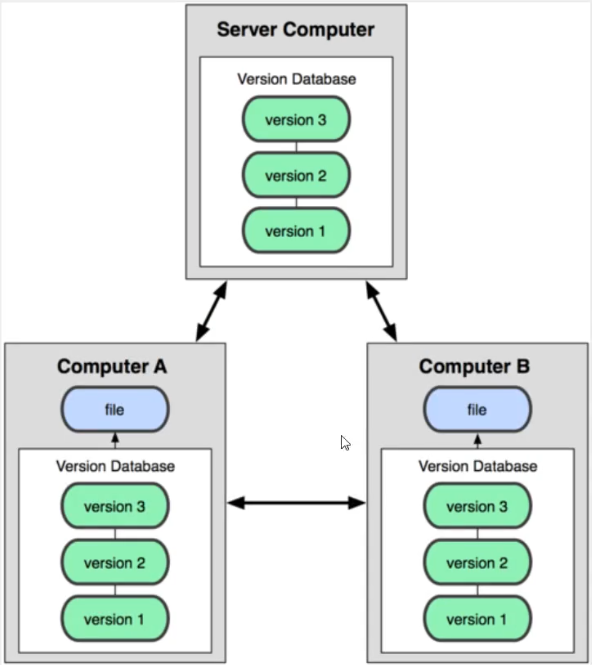 Server Computer
Version Database
version 3
version 2
version 1
Computer A
file
Version Database
version 3
version 2
version 1
Computer B
file
Version Database
version 3
version 2
version 1